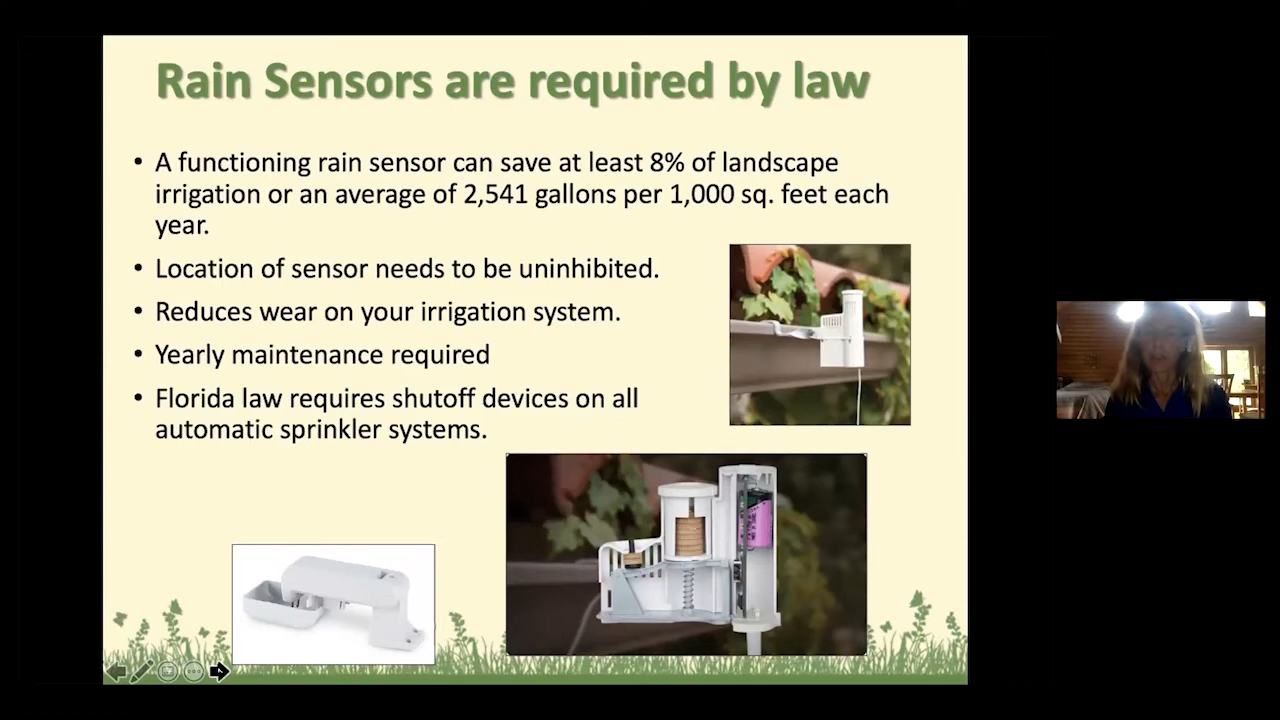 Rain Sensors are required by law
• A functioning rain sensor can save at least 8% of landscape
irrigation or an average of 2,541 gallons per 1,000 sq. feet each
year.
• Location of sensor needs to be uninhibited.
• Reduces wear on your irrigation system.
• Yearly maintenance required
• Florida law requires shutoff devices on all
automatic sprinkler systems.